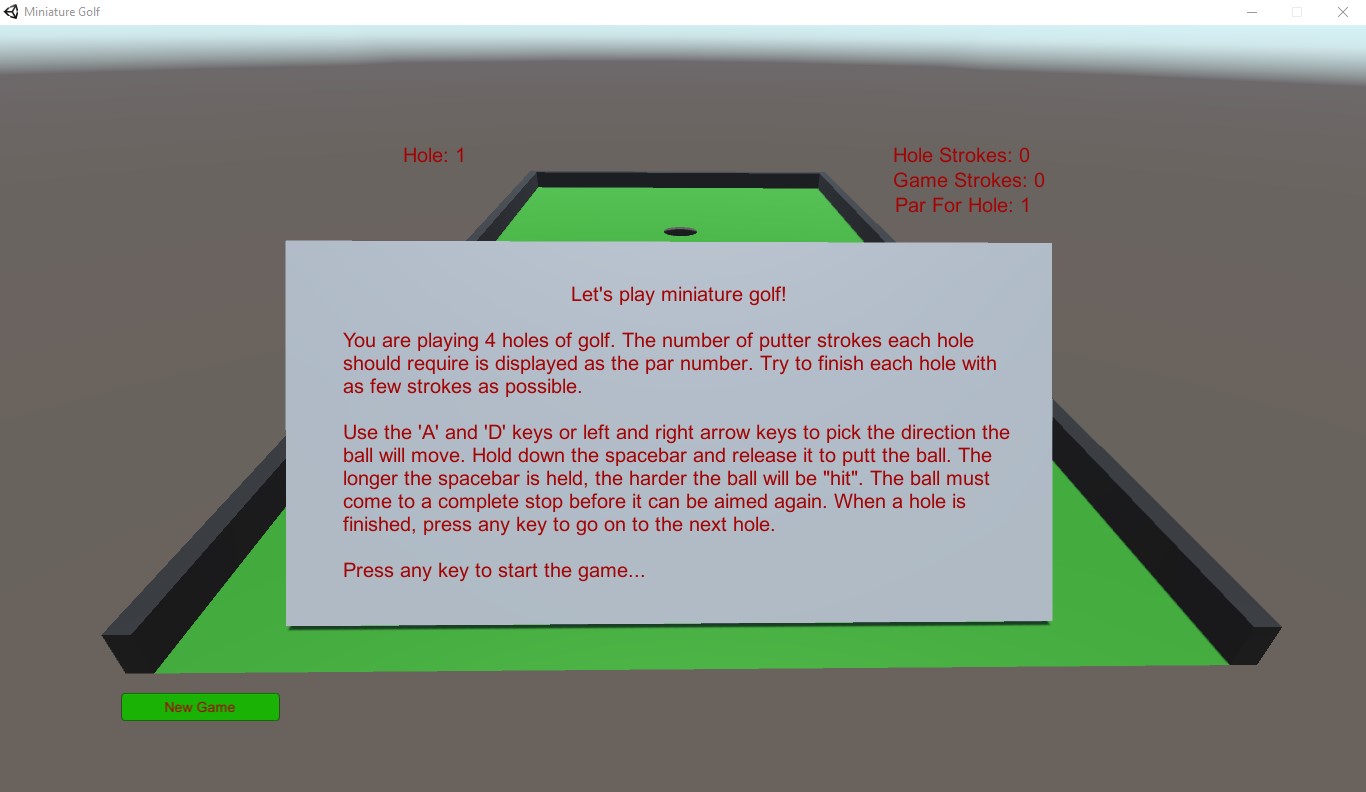 Miniature Golf
Hole: 1
Hole Strokes: 0
Game Strokes: 0
Par For Hole: 1
Let's play miniature golf!
You are playing 4 holes of golf. The number of putter strokes each hole
should require is displayed as the par number. Try to finish each hole with
as few strokes as possible.
Use the 'A' and 'D' keys or left and right arrow keys to pick the direction the
ball will move. Hold down the spacebar and release it to putt the ball. The
longer the spacebar is held, the harder the ball will be "hit". The ball must
come to a complete stop before it can be aimed again. When a hole is
finished, press any key to go on to the next hole.
Press any key to start the game...
New Game